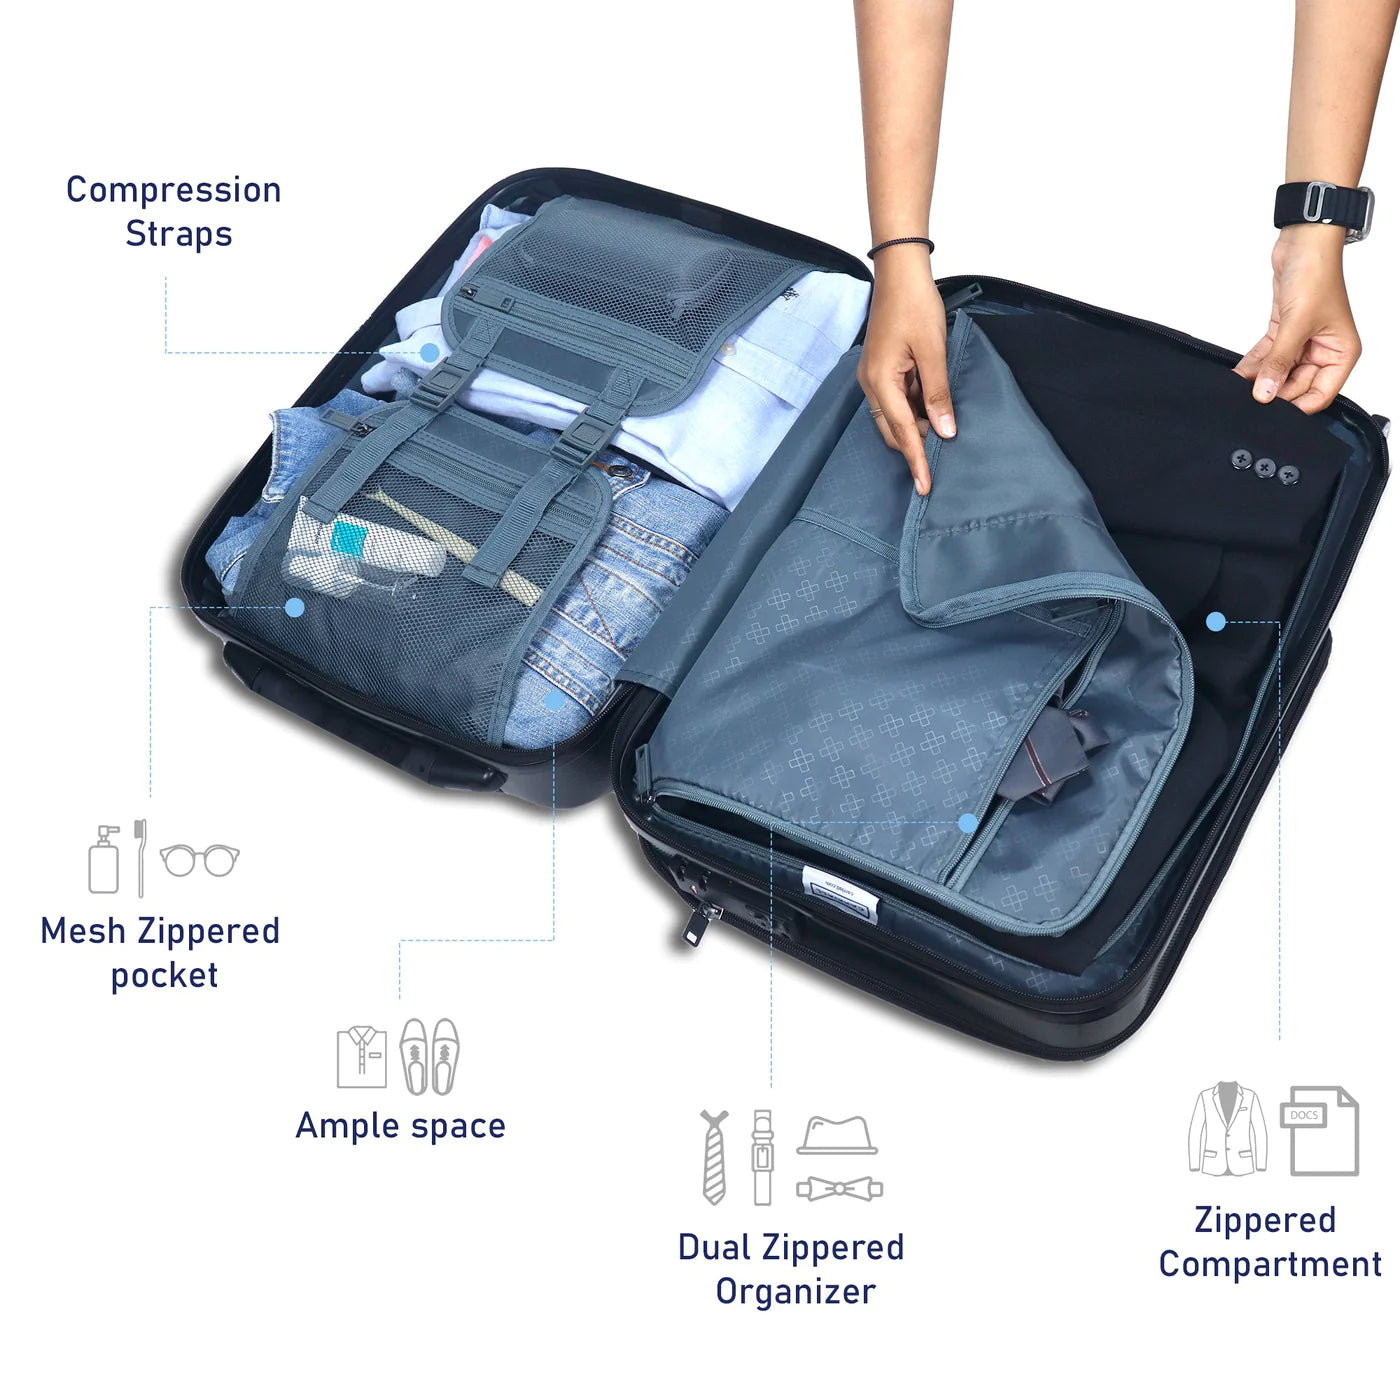 Compression
Straps
Mesh Zippered
pocket
Ample space
Dual Zippered
Organizer
DOCS
Zippered
Compartment